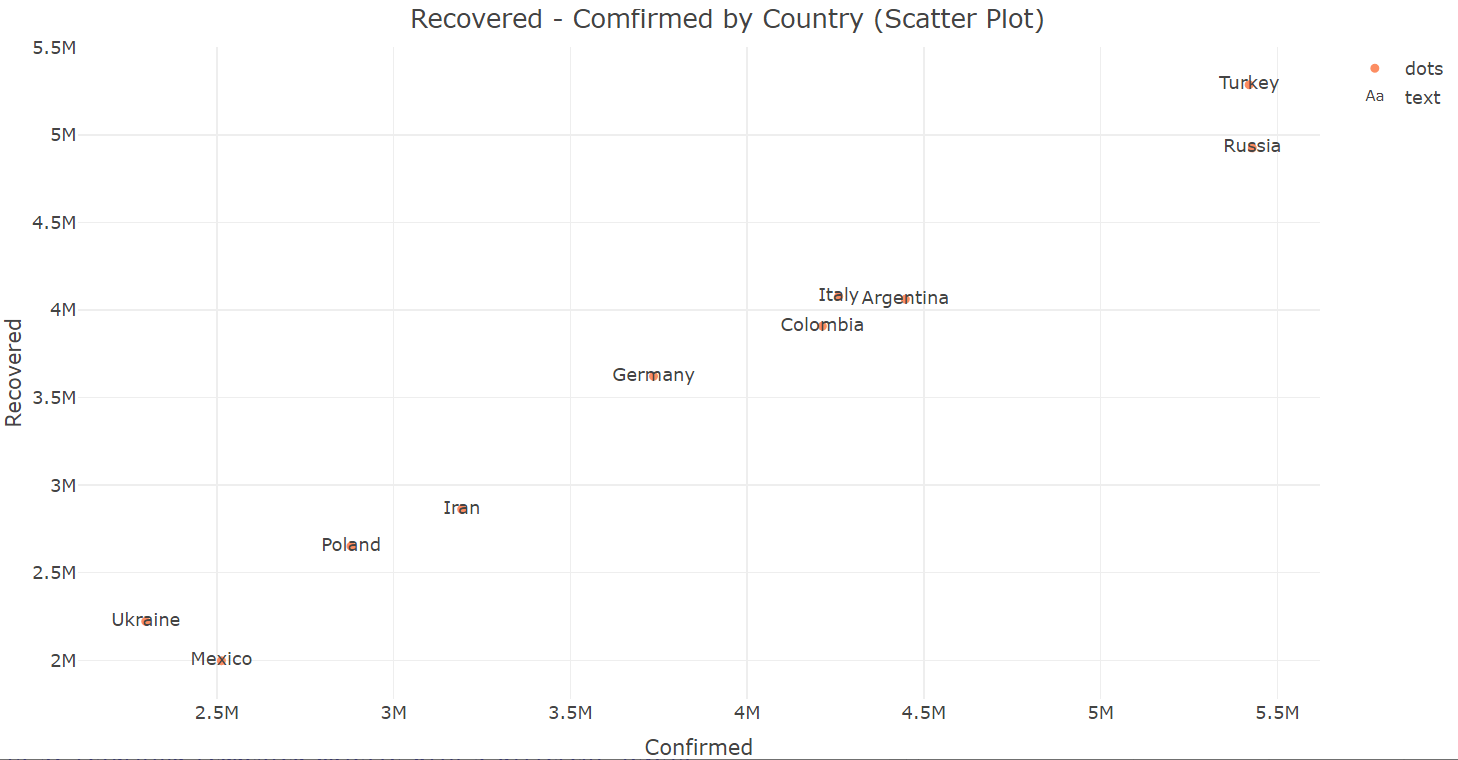 Recovered - Comfirmed by Country (Scatter Plot)
5.5M
5M
4.5M
4M
3.5M
3M
2.5M
2M
Recovered
Turkey
Russia
Italy Argentina
Colombia
Germany
Iran
Poland
Ukraine
Mexico
2.5M 3M 3.5M 4M 4.5M 5M 5.5M
Confirmed
dots
Aa text